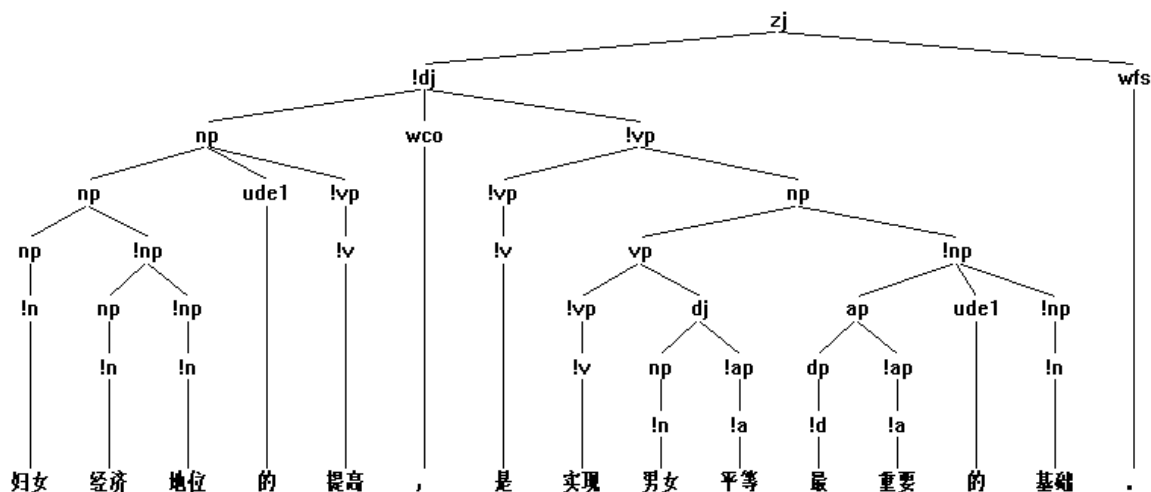 zj
!dj wfs
np wco !vp
np ude1 !vp !vp np
np !np !v !v vp !np
!n np !np !vp dj ap ude1 !np
!n !n !v np !ap dp !ap !n
!n !a !d !a
妇女 经济 地位 的 提高 , 是 实现 男女 平等 最 重要 的 基础 .